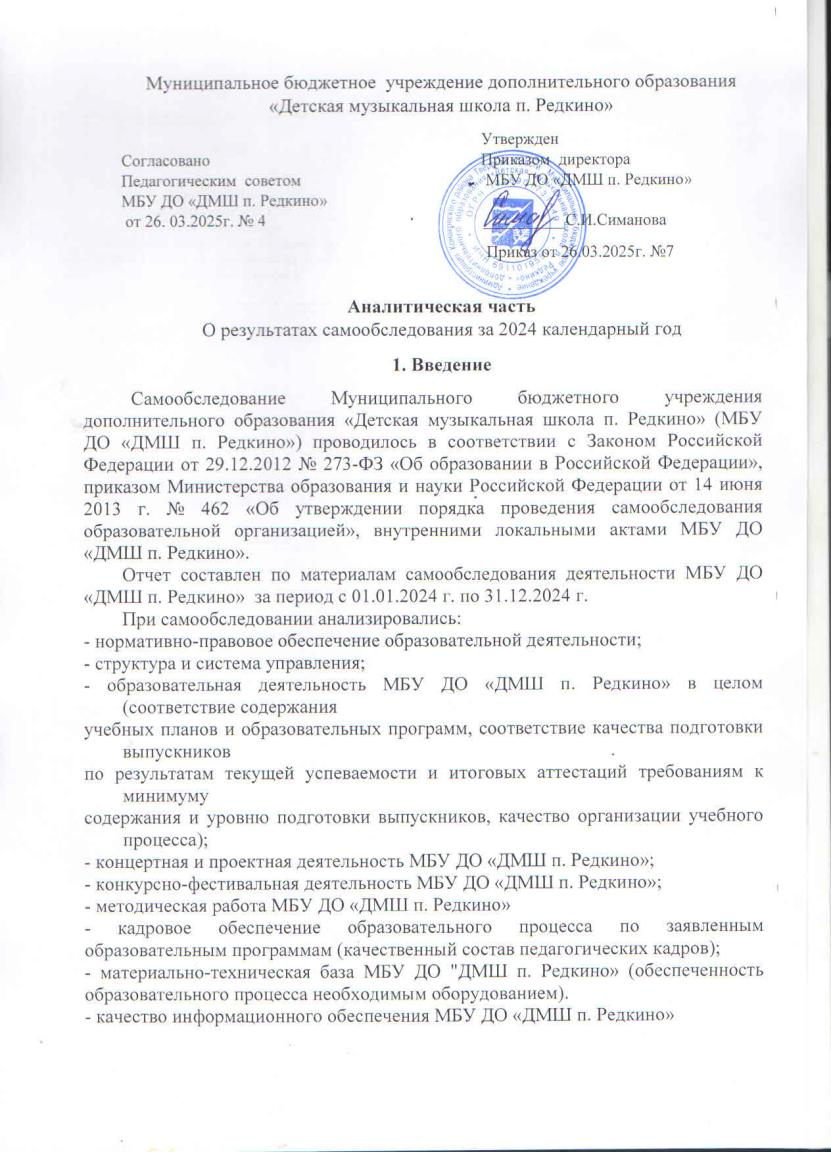 Муниципальное бюджетное учреждение дополнительного образования
«Детская музыкальная школа п. Редкино»
Согласовано
Педагогическим советом
МБУ ДО «ДМШ п. Редкино»
от 26. 03.2025г. № 4
Утвержден
Приказом директора
МБУ ДО «ДМШ п. Редкино»
С.И.Симанова
Приказ от 26.03.2025г. №7
Аналитическая часть
О результатах самообследования за 2024 календарный год
1. Введение
Самообследование Муниципального бюджетного учреждения
дополнительного образования «Детская музыкальная школа п. Редкино» (МБУ
ДО «ДМШ п. Редкино») проводилось в соответствии с Законом Российской
Федерации от 29.12.2012 № 273-ФЗ «Об образовании в Российской Федерации»,
приказом Министерства образования и науки Российской Федерации от 14 июня
2013 г. № 462 «Об утверждении порядка проведения самообследования
образовательной организацией», внутренними локальными актами МБУ ДО
«ДМШ п. Редкино».
Отчет составлен по материалам самообследования деятельности МБУ ДО
«ДМШ п. Редкино» за период с 01.01.2024 г. по 31.12.2024 г.
При самообследовании анализировались:
- нормативно-правовое обеспечение образовательной деятельности;
- структура и система управления;
- образовательная деятельность МБУ ДО «ДМШ п. Редкино» в целом
(соответствие содержания
учебных планов и образовательных программ, соответствие качества подготовки
выпускников
по результатам текущей успеваемости и итоговых аттестаций требованиям к
минимуму
содержания и уровню подготовки выпускников, качество организации учебного
процесса);
- концертная и проектная деятельность МБУ ДО «ДМШ п. Редкино»;
- конкурсно-фестивальная деятельность МБУ ДО «ДМШ п. Редкино»;
- методическая работа МБУ ДО «ДМШ п. Редкино»
- кадровое обеспечение образовательного процесса по заявленным
образовательным программам (качественный состав педагогических кадров);
- материально-техническая база МБУ ДО "ДМШ п. Редкино» (обеспеченность
образовательного процесса необходимым оборудованием).
- качество информационного обеспечения МБУ ДО «ДМШ п. Редкино»